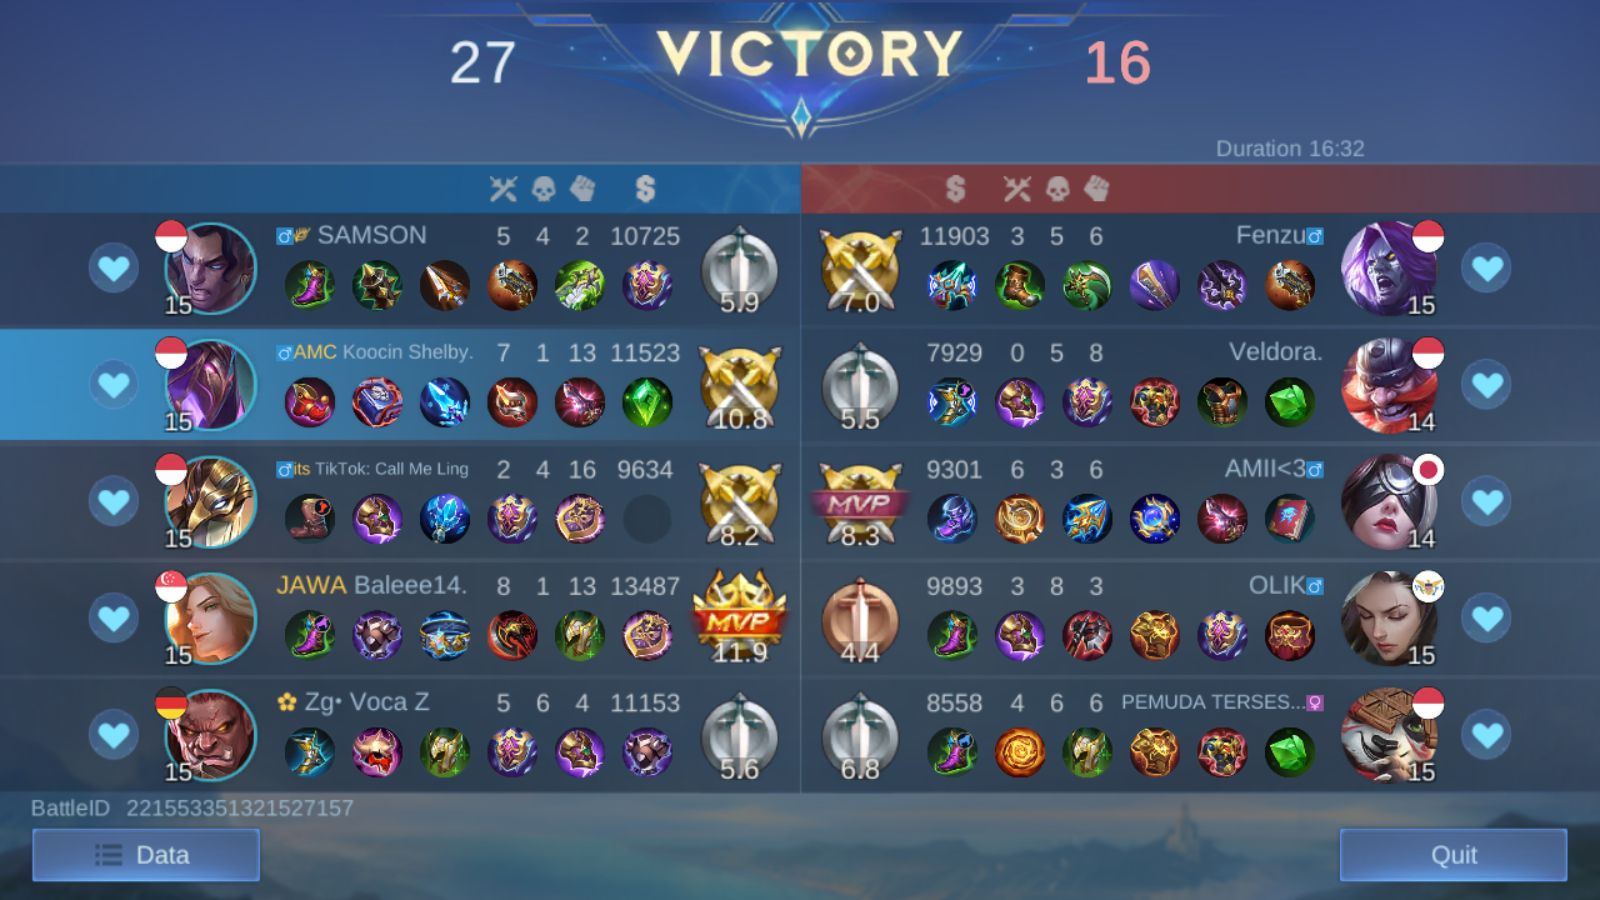 27 VICTORY 16
Duration 16:32
SAMSON 5 4 2 10725
15 5.9
11903 3 5 6 Fenzu
7.0 15
AMC Koocin Shelby. 7 1 13 11523
15 10.8
7929 0 5 8 Veldora.
5.5 14
its TikTok: Call Me Ling 2 4 16 9634
15 8.2
9301 6 3 6 AMII<3
MVP
8.3 14
JAWA Baleee14. 8 1 13 13487
MVP
15 11.9
9893 3 8 3 OLIK
4.4 15
Zg• Voca Z 5 6 4 11153
15 5.6
8558 4 6 6 PEMUDA TERSES...
6.8 15
BattleID 221553351321527157
Data
Quit